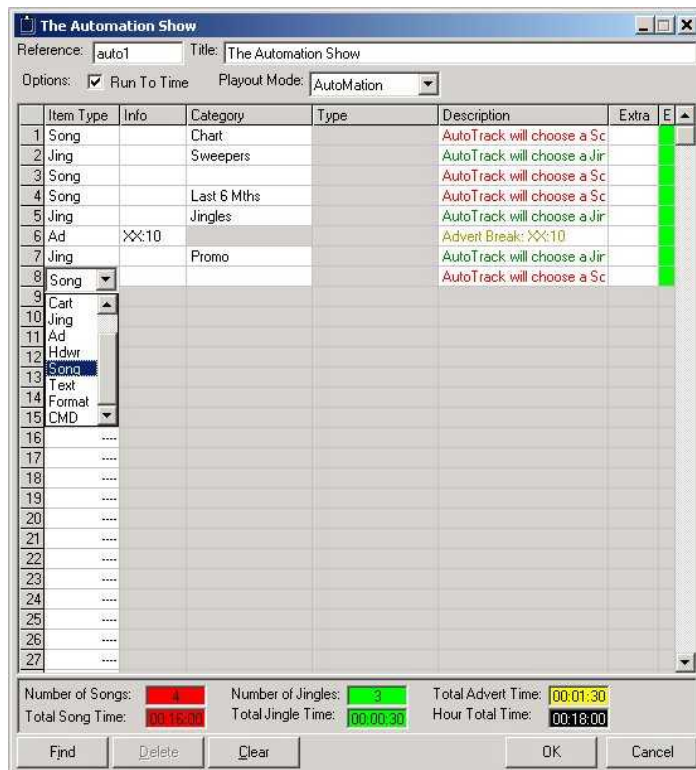 The Automation Show
Reference: auto1 Title: The Automation Show
Options: Run To Time Playout Mode: AutoMation
Item Type Info Category Type Description Extra E
1 Song Chart AutoTrack will choose a Sc
2 Jing Sweepers AutoTrack will choose a Jir
3 Song AutoTrack will choose a Sc
4 Song Last 6 Mths AutoTrack will choose a Sc
5 Jing Jingles AutoTrack will choose a Jir
6 Ad XX:10 Advert Break: XX:10
7 Jing Promo AutoTrack will choose a Jir
8 Song AutoTrack will choose a Sc
9 Cart
10 Jing
11 Ad
12 Hdwr
13 Song
Text
14 Format
15 CMD
16 ----
17 ----
18 ----
19 ----
20 ----
21 ----
22 ----
23 ----
24 ----
25 ----
26 ----
27 ----
Number of Songs: 4 Number of Jingles: 3 Total Advert Time: 00:01:30
Total Song Time: 00:16:00 Total Jingle Time: 00:00:30 Hour Total Time: 00:18:00
Find Delete Clear OK Cancel